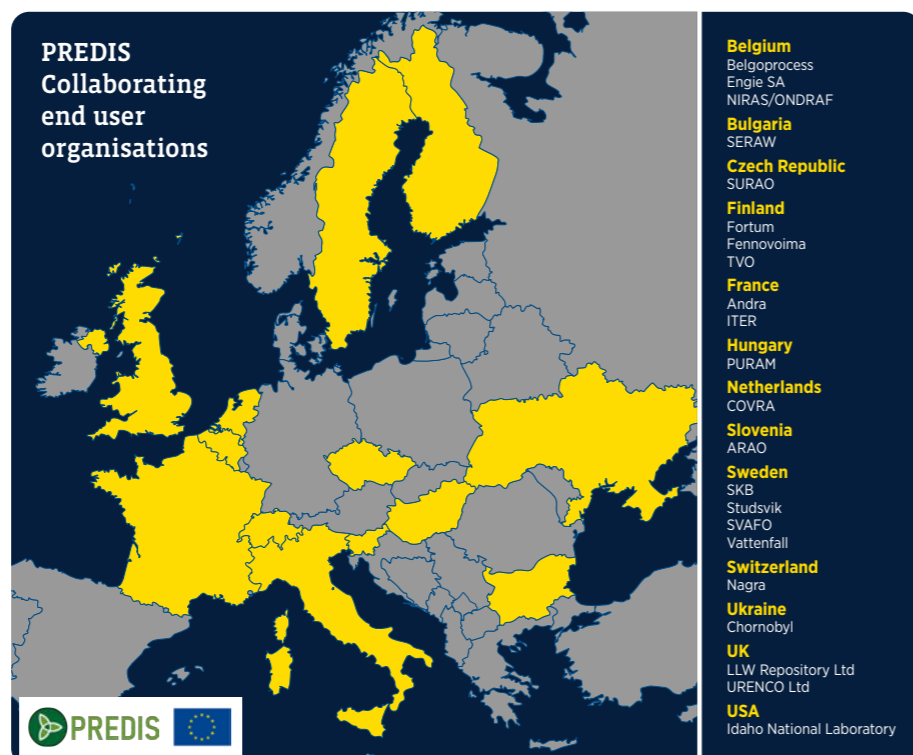 PREDIS
Collaborating
end user
organisations
Belgium
Belgoprocess
Engie SA
NIRAS/ONDRAF
Bulgaria
SERAW
Czech Republic
SURAO
Finland
Fortum
Fennovoima
TVO
France
Andra
ITER
Hungary
PURAM
Netherlands
COVRA
Slovenia
ARAO
Sweden
SKB
Studsvik
SVAFO
Vattenfall
Switzerland
Nagra
Ukraine
Chornobyl
UK
LLW Repository Ltd
URENCO Ltd
USA
Idaho National Laboratory
PREDIS